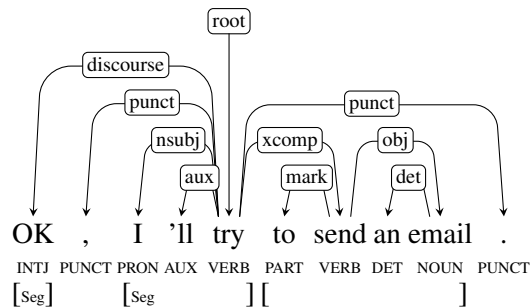 root
discourse
punct punct
nsubj xcomp obj
aux mark det
OK , I 'll try to send an email .
INTJ PUNCT PRON AUX VERB PART VERB DET NOUN PUNCT
[Seg] [Seg ] [ ]